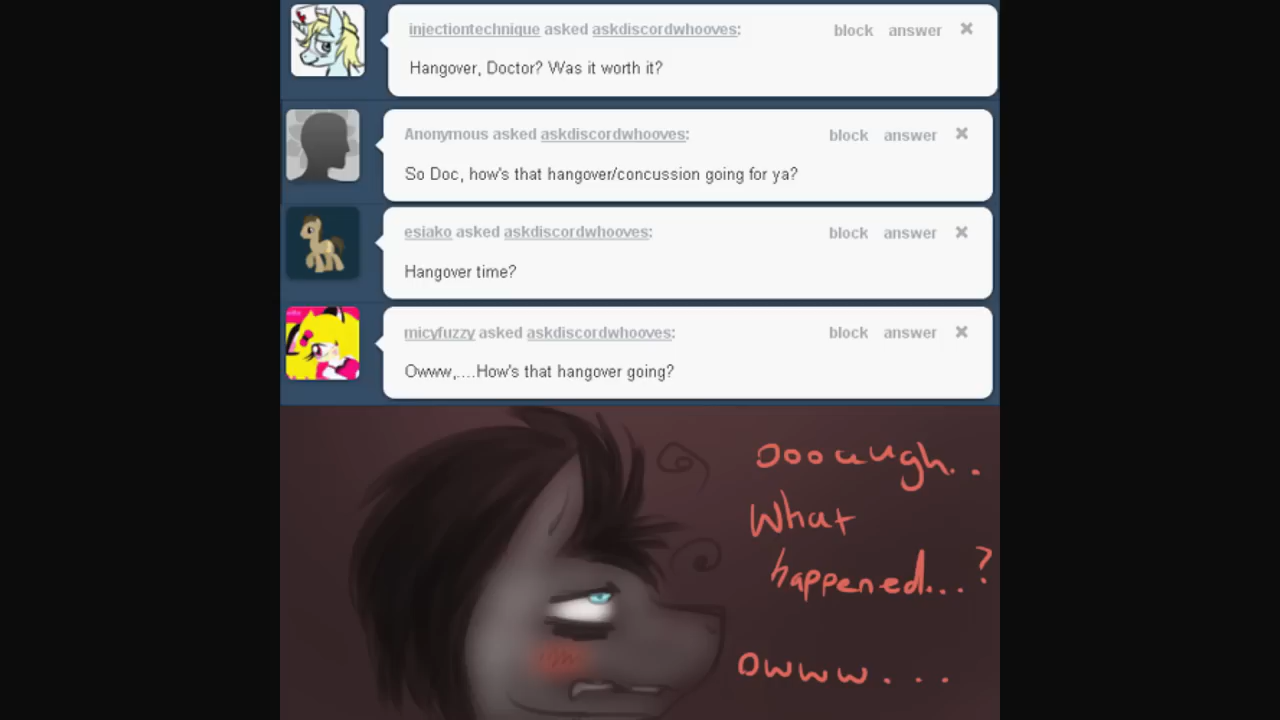 injectiontechnique asked askdiscordwhooves: block answer ×
Hangover, Doctor? Was it worth it?
Anonymous asked askdiscordwhooves: block answer ×
So Doc, how's that hangover/concussion going for ya?
esiako asked askdiscordwhooves: block answer ×
Hangover time?
micyfuzzy asked askdiscordwhooves: block answer ×
Owww,....How's that hangover going?
Oooaugh..
What
happened...?
Owww...